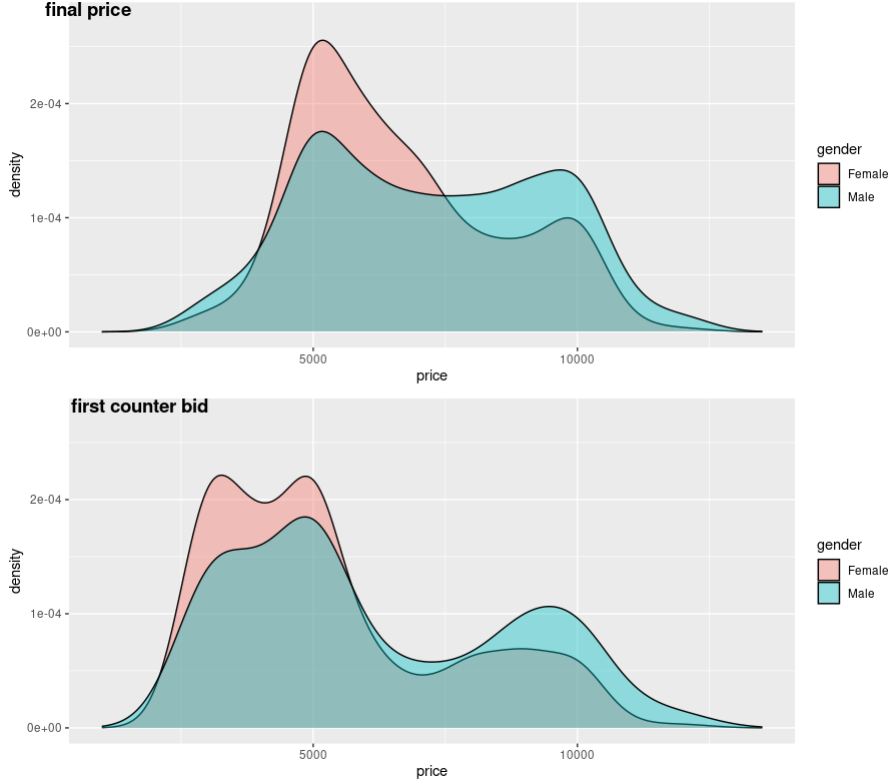 final price
density
2e-04
1e-04
0e+00
5000
10000
price
gender
Female
Male
first counter bid
density
2e-04
1e-04
0e+00
5000
10000
price
gender
Female
Male